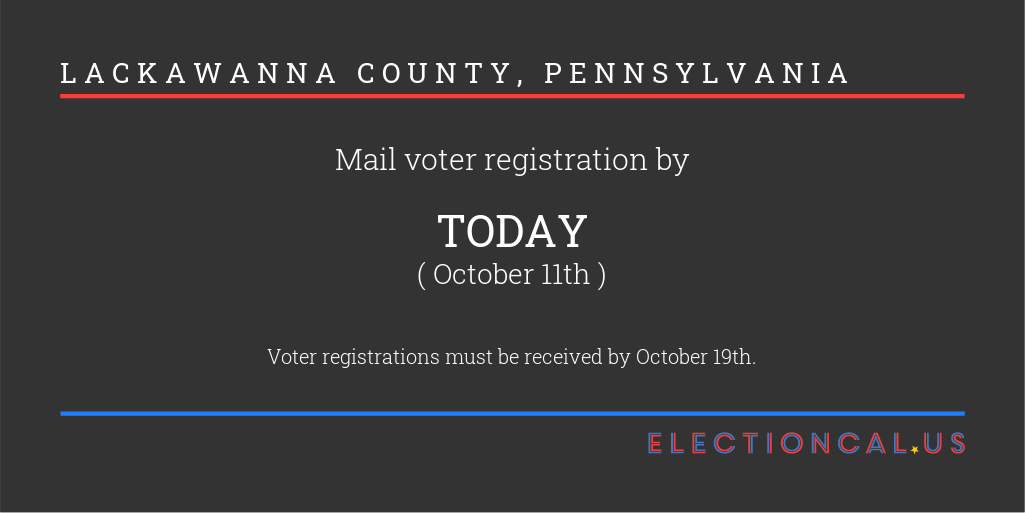 LACKAWANNA COUNTY, PENNSYLVANIA
Mail voter registration by
TODAY
( October 11th )
Voter registrations must be received by October 19th.
ELECTIONCAL.US